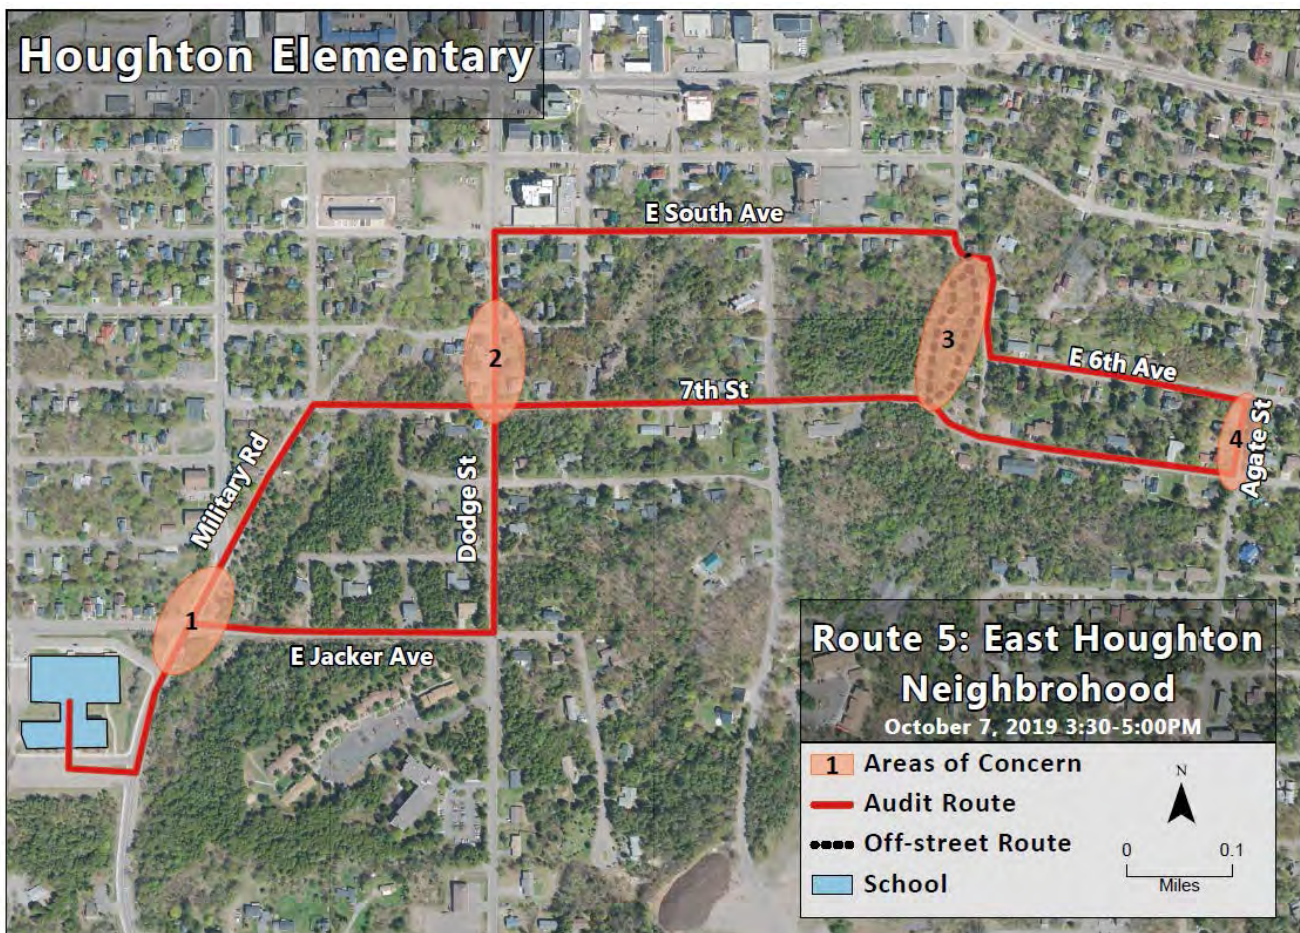 Houghton Elementary
E South Ave
2
3
E 6th Ave
7th St
4
Agate St
Military Rd
Dodge St
1
E Jacker Ave
Route 5: East Houghton
Neighbrohood
October 7, 2019 3:30-5:00PM
1 Areas of Concern
Audit Route
Off-street Route
School
N
0 0.1
Miles